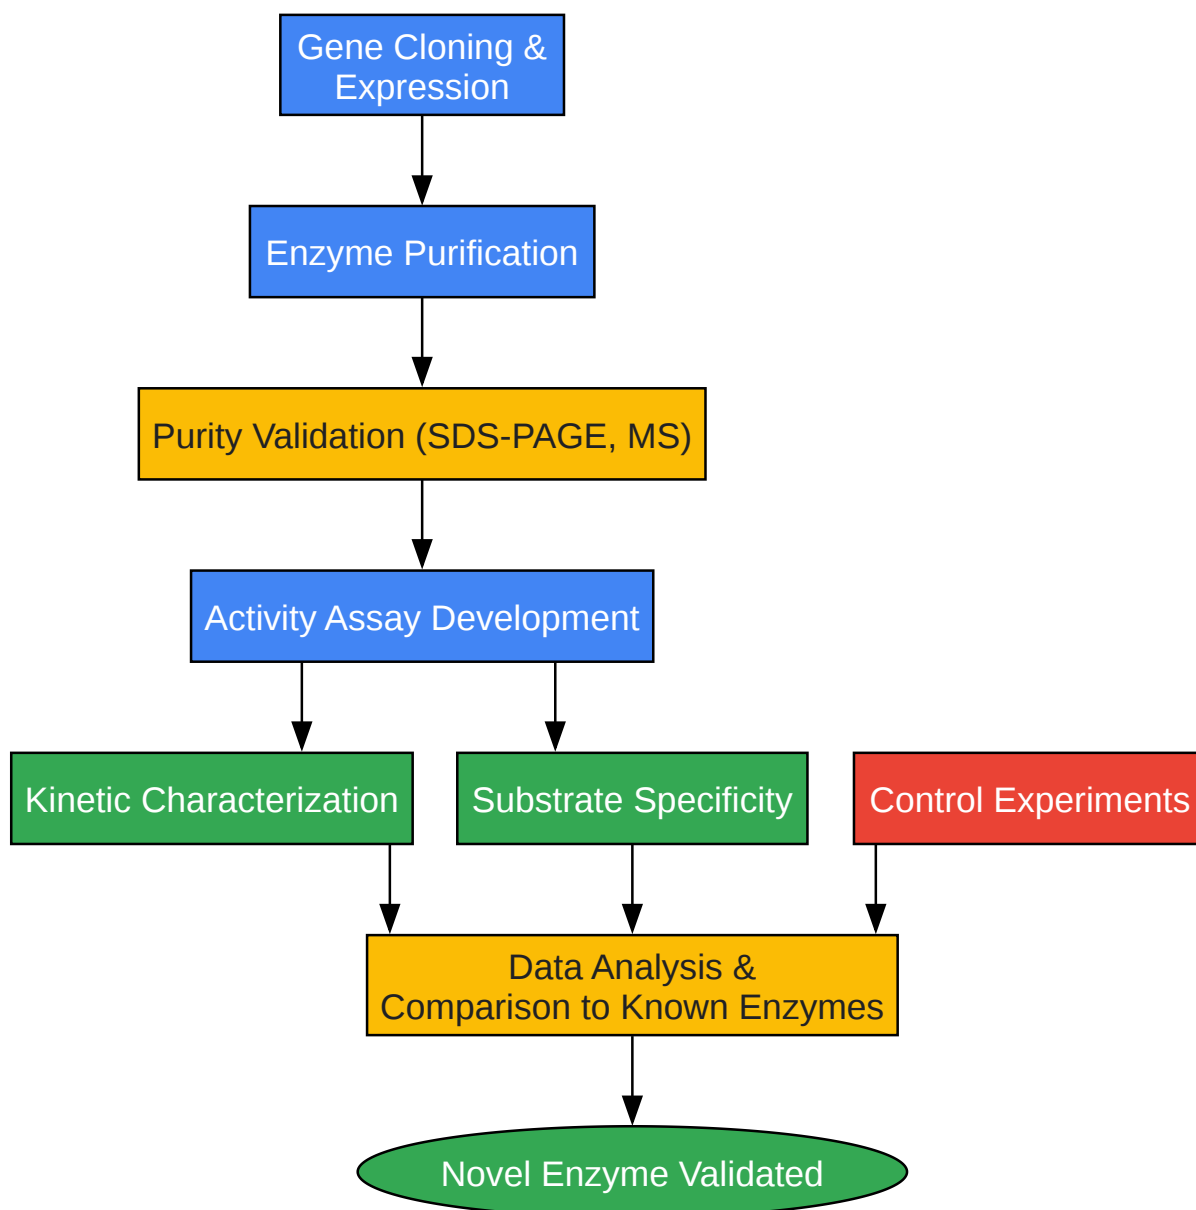 Gene Cloning &
Expression
Enzyme Purification
Purity Validation (SDS-PAGE, MS)
Activity Assay Development
Kinetic Characterization
Substrate Specificity
Control Experiments
Data Analysis &
Comparison to Known Enzymes
Novel Enzyme Validated